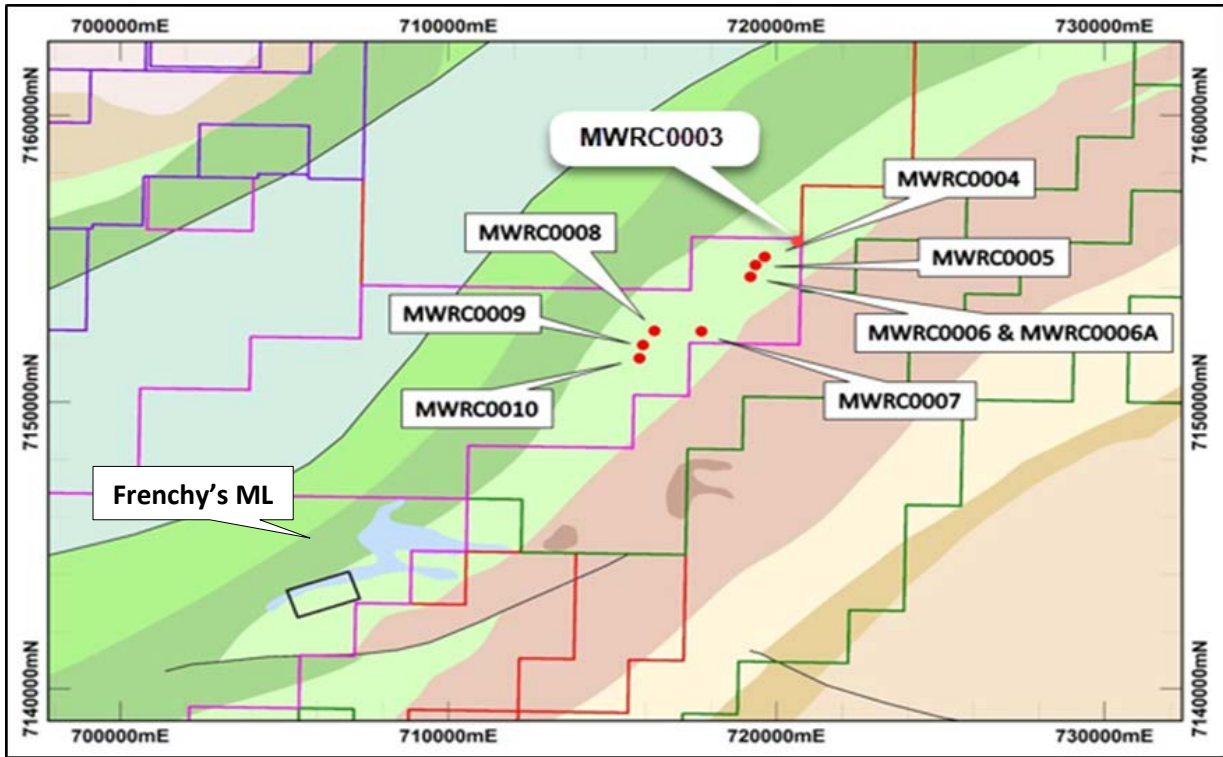 700000mE
710000mE
720000mE
730000mE
7160000mN
7160000mN
MWRC0003
MWRC0004
MWRC0008
MWRC0005
MWRC0009
MWRC0006 & MWRC0006A
MWRC0010
MWRC0007
7150000mN
7150000mN
Frenchy's ML
7140000mN
7140000mN
700000mE
710000mE
720000mE
730000mE